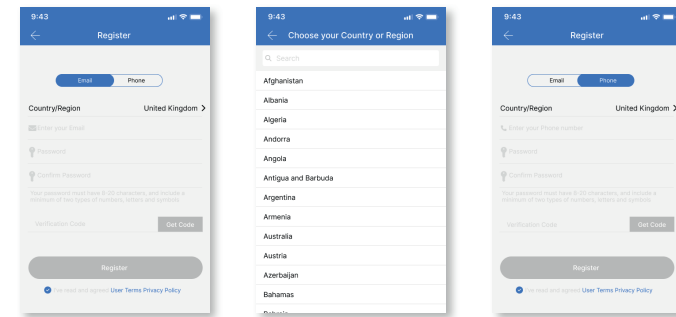 9:43
Register
Email Phone
Country/Region United Kingdom
Enter your Email
Password
Confirm Password
Your password must have 8-20 characters, and include a
minimum of two types of numbers, letters and symbols
Verification Code Get Code
Register
I've read and agreed User Terms Privacy Policy
9:43
Choose your Country or Region
Search
Afghanistan
Albania
Algeria
Andorra
Angola
Antigua and Barbuda
Argentina
Armenia
Australia
Austria
Azerbaijan
Bahamas
9:43
Register
Email Phone
Country/Region United Kingdom
Enter your Phone number
Password
Confirm Password
Your password must have 8-20 characters, and include a
minimum of two types of numbers, letters and symbols
Verification Code Get Code
Register
I've read and agreed User Terms Privacy Policy